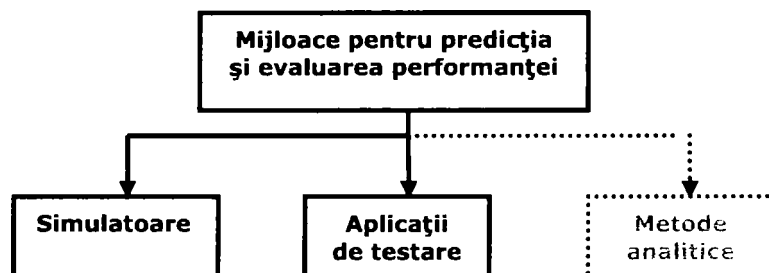 Mijloace pentru predicţia
şi evaluarea performanţei
Simulatoare
Aplicaţii
de testare
Metode
analitice